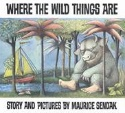 WHERE THE WILD THINGS ARE
STORY AND PICTURES BY MAURICE SENDAK